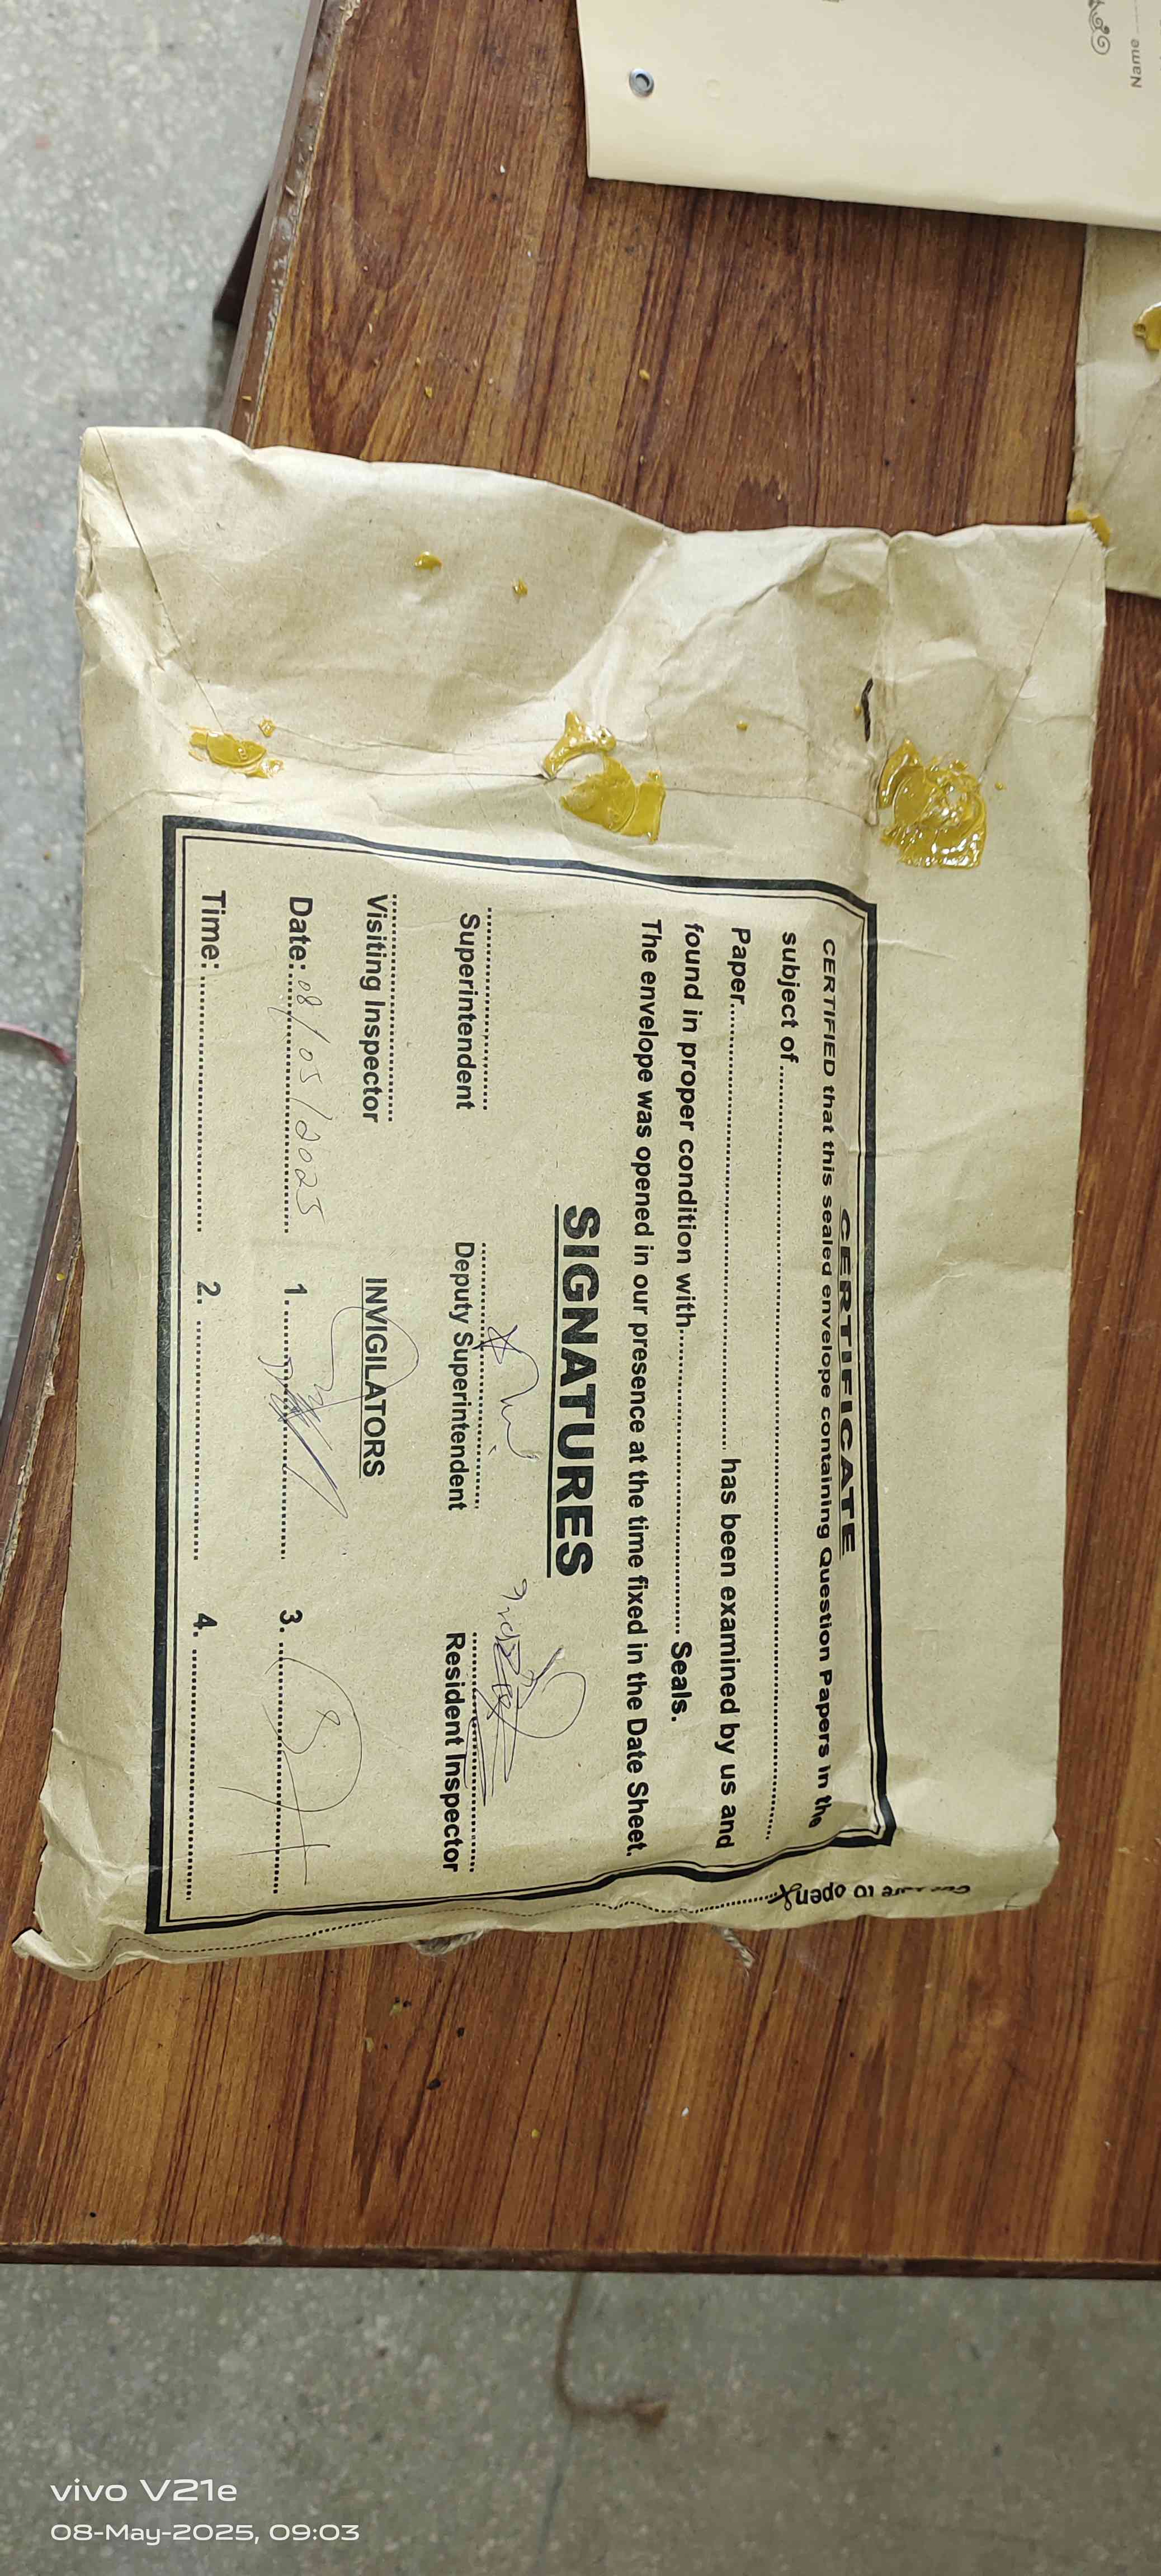 Name
CERTIFICATE
CERTIFIED that this sealed envelope containing Question Papers in the
subject of
Paper has been examined by us and
found in proper condition with Seals.
The envelope was opened in our presence at the time fixed in the Date Sheet.
SIGNATURES
Superintendent Deputy Superintendent Resident Inspector
Visiting Inspector INVIGILATORS
Date: 08/05/2025 1. 3.
Time: 2. 4.
to open
vivo V21e
08-May-2025, 09:03